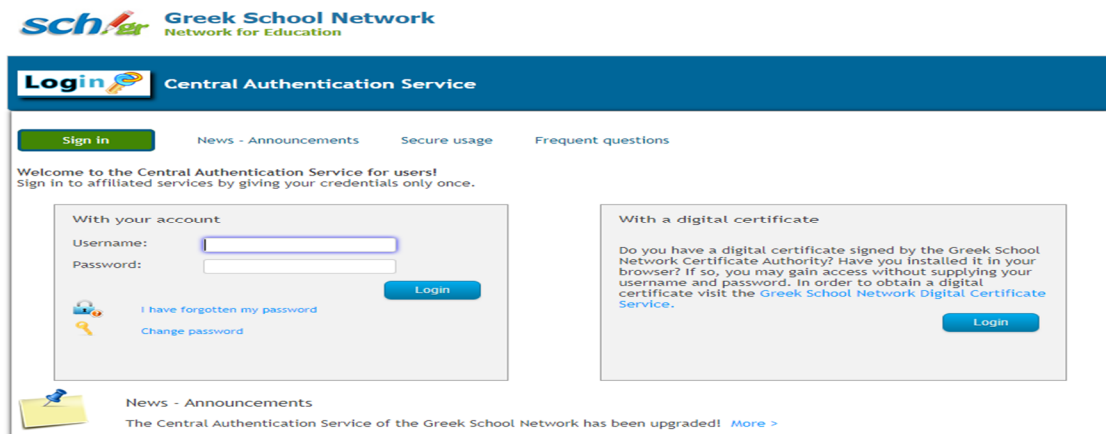 sch gr Greek School Network
Network for Education
Login Central Authentication Service
Sign in News - Announcements Secure usage Frequent questions
Welcome to the Central Authentication Service for users!
Sign in to affiliated services by giving your credentials only once.
With your account
Username:
Password:
Login
I have forgotten my password
Change password
With a digital certificate
Do you have a digital certificate signed by the Greek School
Network Certificate Authority? Have you installed it in your
browser? If so, you may gain access without supplying your
username and password. In order to obtain a digital
certificate visit the Greek School Network Digital Certificate
Service.
Login
News - Announcements
The Central Authentication Service of the Greek School Network has been upgraded! More >